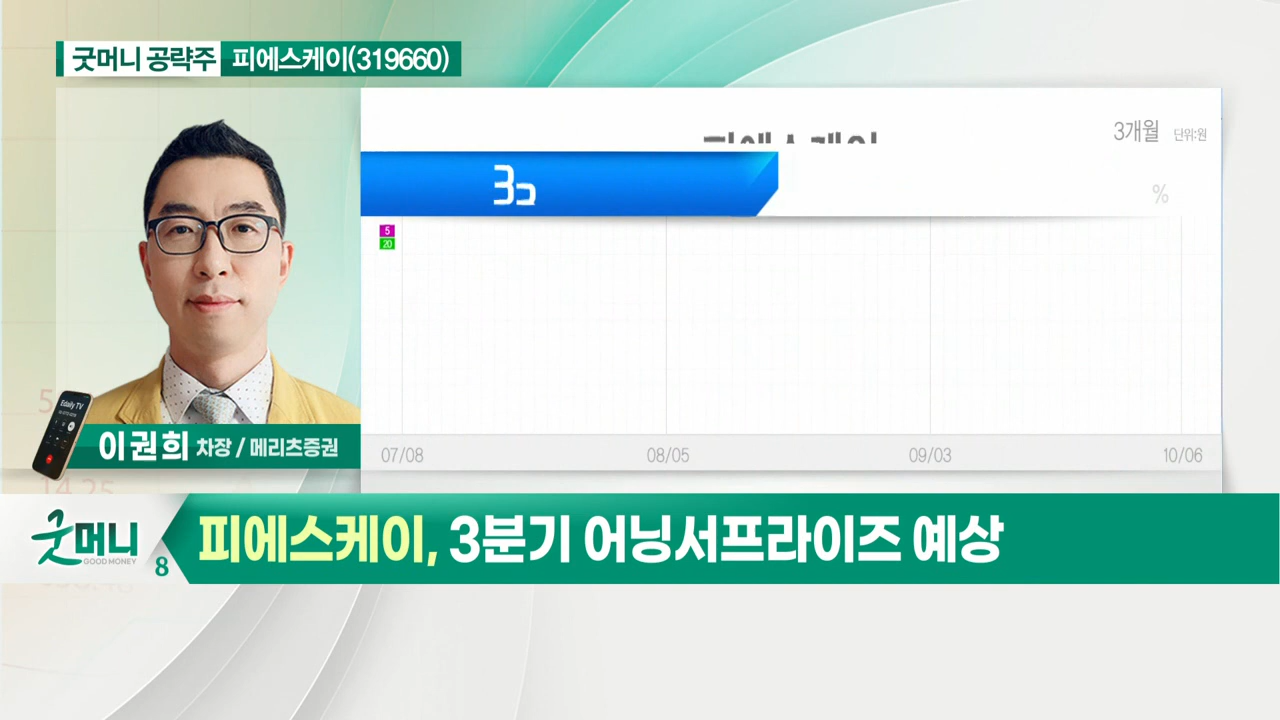 굿머니 공략주 피에스케이(319660)
3개월 단위:원
%
5
20
Edaily TV
이권희 차장 / 메리츠증권
07/08 08/05 09/03 10/06
굿머니
GOOD MONEY
8
피에스케이, 3분기 어닝서프라이즈 예상